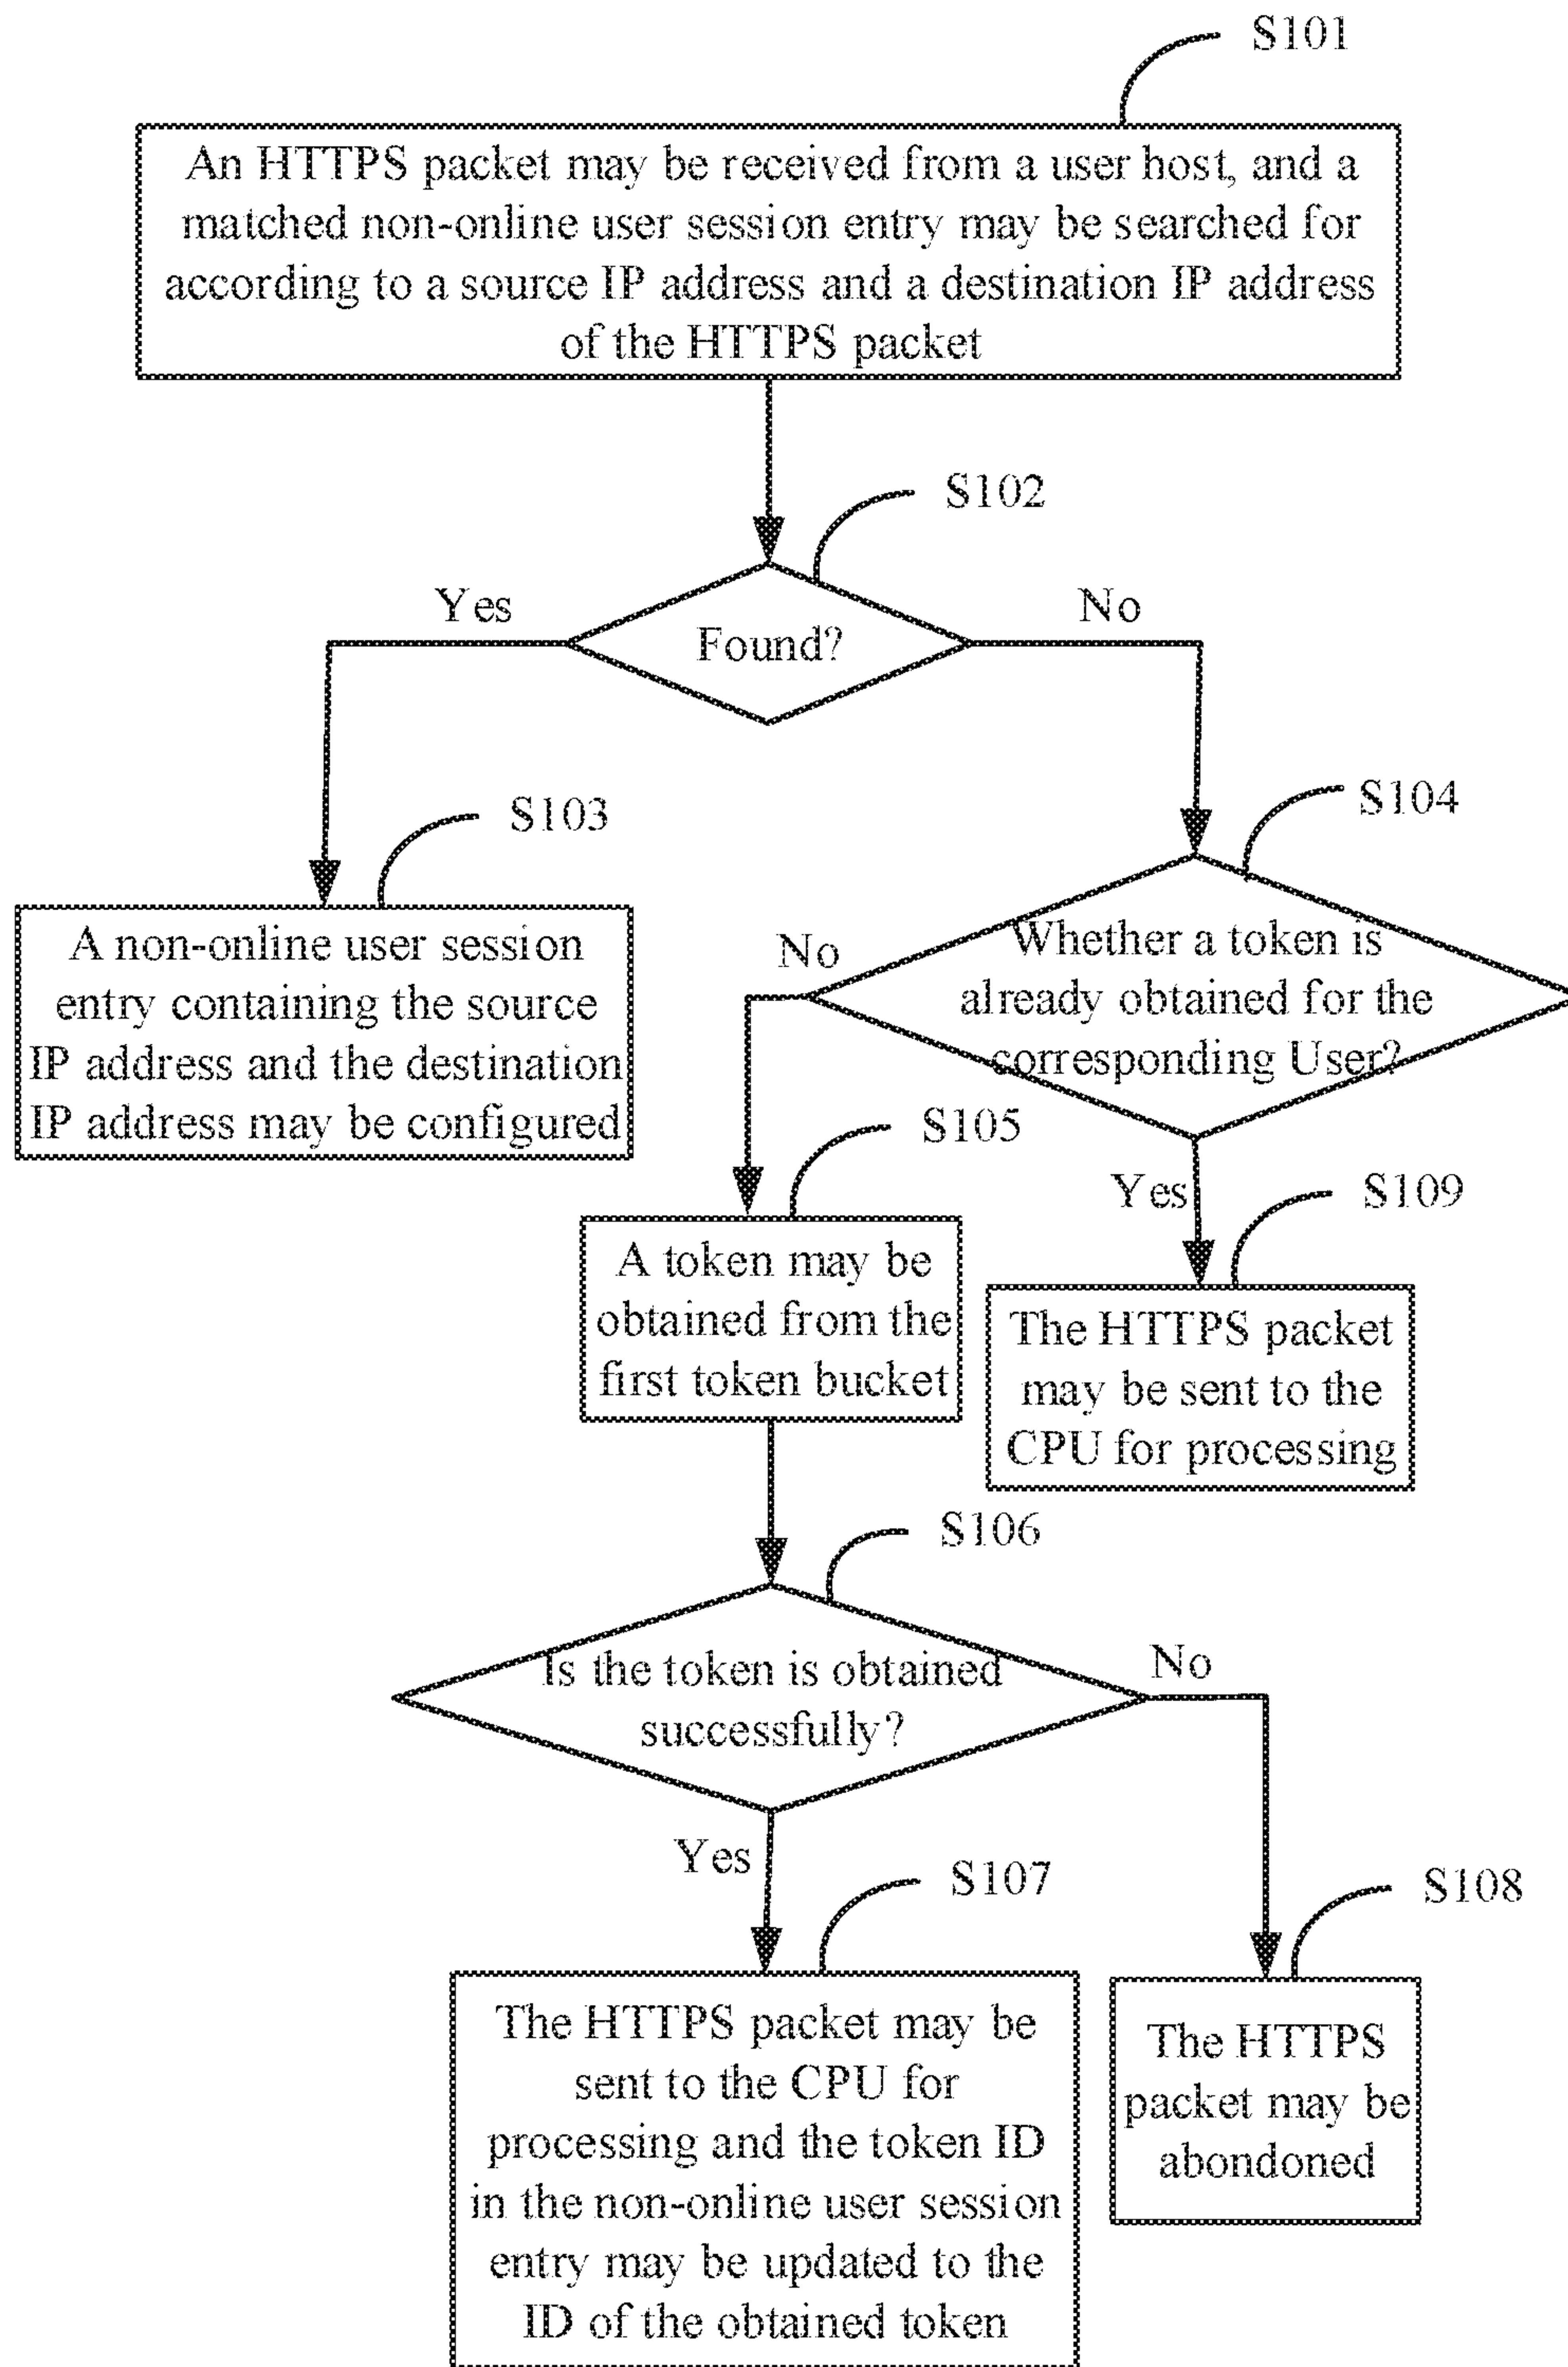 S101
An HTTPS packet may be received from a user host, and a
matched non-online user session entry may be searched for
according to a source IP address and a destination IP address
of the HTTPS packet
S102
Yes
No
Found?
S103
S104
A non-online user session
entry containing the source
IP address and the destination
IP address may be configured
No
Whether a token is
already obtained for the
corresponding User?
S105
Yes
S109
A token may be
obtained from the
first token bucket
The HTTPS packet
may be sent to the
CPU for processing
S106
Is the token is obtained
successfully?
No
Yes
S107
S108
The HTTPS packet may be
sent to the CPU for
processing and the token ID
in the non-online user session
entry may be updated to the
ID of the obtained token
The HTTPS
packet may be
abondoned